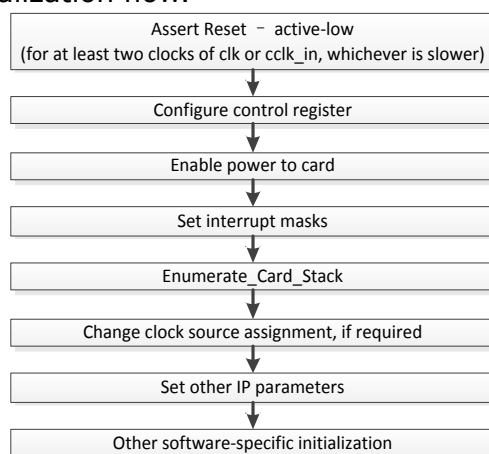 Assert Reset – active-low
(for at least two clocks of clk or cclk_in, whichever is slower)
Configure control register
Enable power to card
Set interrupt masks
Enumerate_Card_Stack
Change clock source assignment, if required
Set other IP parameters
Other software-specific initialization